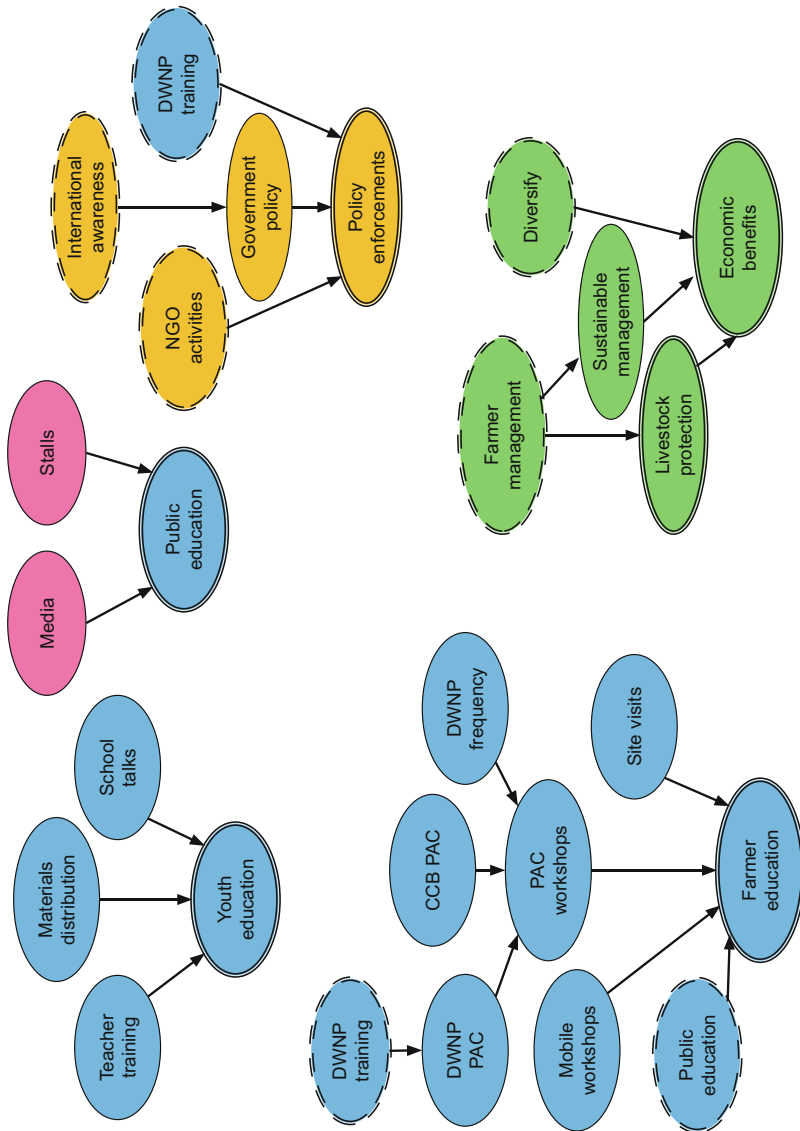 Teacher
training
Materials
distribution
School
talks
Youth
education
Media
Stalls
Public
education
International
awareness
NGO
activities
DWNP
training
Government
policy
Policy
enforcements
DWNP
training
DWNP
PAC
CCB PAC
DWNP
frequency
PAC
workshops
Mobile
workshops
Site visits
Public
education
Farmer
education
Farmer
management
Diversify
Sustainable
management
Livestock
protection
Economic
benefits